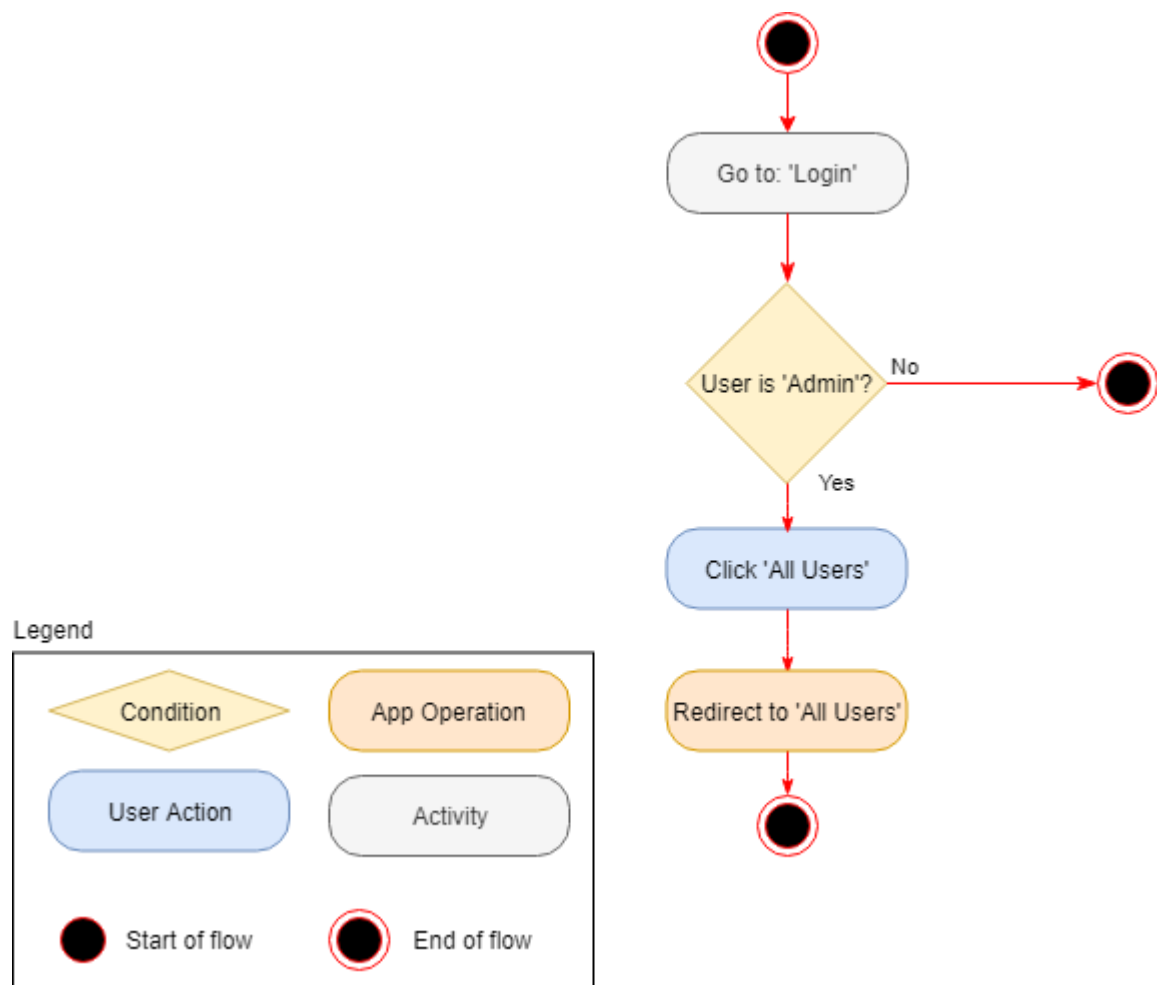 Go to: 'Login'
User is 'Admin'?
No
Yes
Click 'All Users'
Redirect to 'All Users'
Legend
Condition
App Operation
User Action
Activity
Start of flow
End of flow